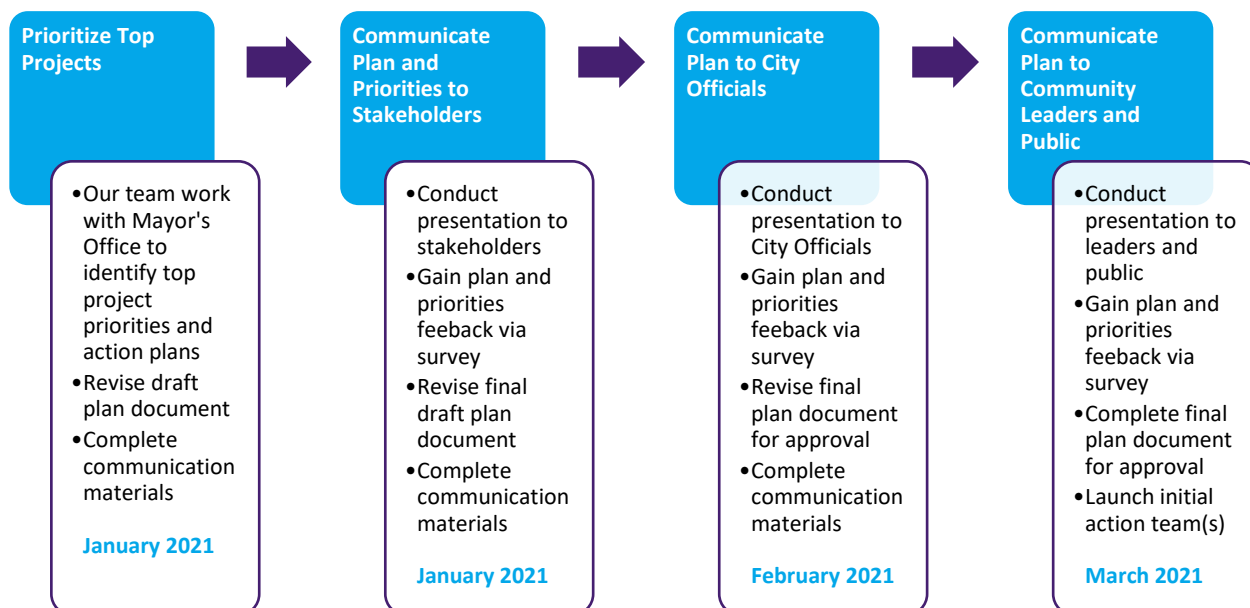 Prioritize Top
Projects
•Our team work
with Mayor's
Office to
identify top
project
priorities and
action plans
•Revise draft
plan document
•Complete
communication
materials
January 2021
Communicate
Plan and
Priorities to
Stakeholders
•Conduct
presentation to
stakeholders
•Gain plan and
priorities
feeback via
survey
•Revise final
draft plan
document
•Complete
communication
materials
January 2021
Communicate
Plan to City
Officials
•Conduct
presentation to
City Officials
•Gain plan and
priorities
feeback via
survey
•Revise final
plan document
for approval
•Complete
communication
materials
February 2021
Communicate
Plan to
Community
Leaders and
Public
•Conduct
presentation to
leaders and
public
•Gain plan and
priorities
feeback via
survey
•Complete final
plan document
for approval
•Launch initial
action team(s)
March 2021